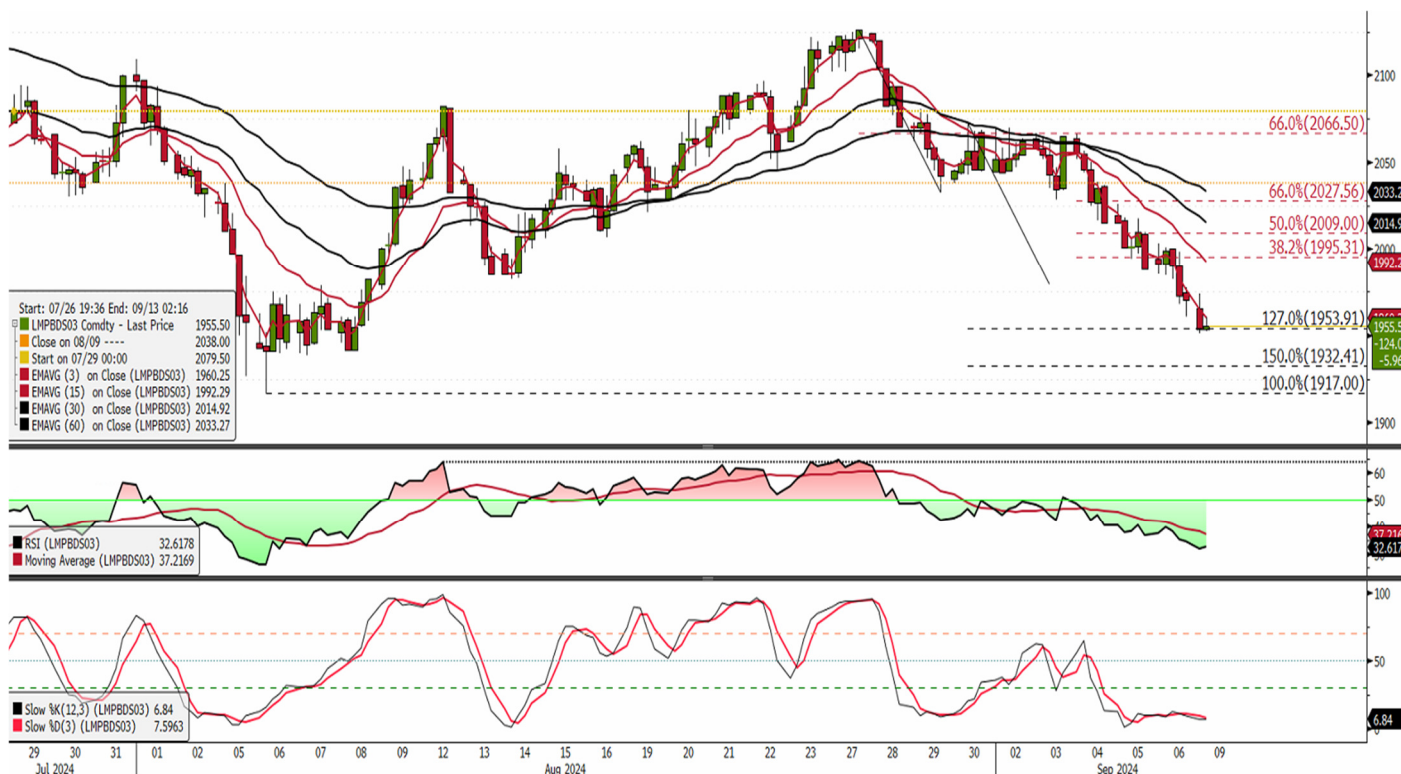 2100
66.0%(2066.50)
2050
66.0%(2027.56)
2033.2
50.0%(2009.00)
2014.9
38.2%(1995.31)
2000
1992.2
127.0%(1953.91)
1955.5
-124.0
-5.96
150.0%(1932.41)
100.0%(1917.00)
1900
Start: 07/26 19:36 End: 09/13 02:16
LMPBDS03 Comdty - Last Price 1955.50
Close on 08/09 ---- 2038.00
Start on 07/29 00:00 2079.50
EMAVG (3) on Close (LMPBDS03) 1960.25
EMAVG (15) on Close (LMPBDS03) 1992.29
EMAVG (30) on Close (LMPBDS03) 2014.92
EMAVG (60) on Close (LMPBDS03) 2033.27
60
50
37.216
32.617
RSI (LMPBDS03) 32.6178
Moving Average (LMPBDS03) 37.2169
100
50
6.84
0
Slow %K(12,3) (LMPBDS03) 6.84
Slow %D(3) (LMPBDS03) 7.5963
29 30 31 01 02 05 06 07 08 09 12 13 14 15 16 19 20 21 22 23 27 28 29 30 02 03 04 05 06 09
Jul 2024 Aug 2024 Sep 2024